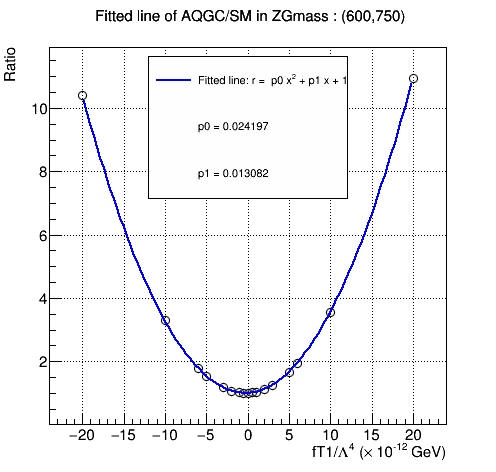 Fitted line of AQGC/SM in ZGmass : (600,750)
Ratio
Fitted line: r = p0 x² + p1 x + 1
p0 = 0.024197
p1 = 0.013082
10
8
6
4
2
−20 −15 −10 −5 0 5 10 15 20
fT1/Λ⁴ (× 10⁻¹² GeV)